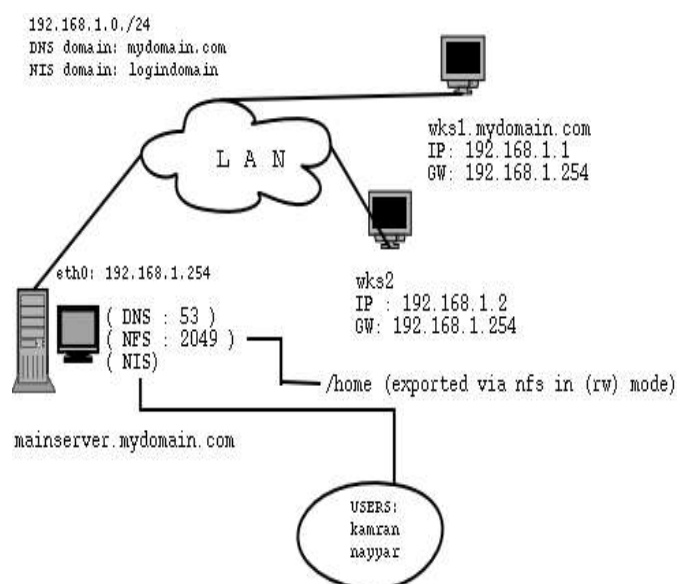 192.168.1.0./24
DNS domain: mydomain.com
NIS domain: logindomain
L A N
wks1.mydomain.com
IP: 192.168.1.1
GW: 192.168.1.254
eth0: 192.168.1.254
wks2
IP : 192.168.1.2
GW: 192.168.1.254
( DNS : 53 )
( NFS : 2049 )
( NIS)
/home (exported via nfs in (rw) mode)
mainserver.mydomain.com
USERS:
kamran
nayyar